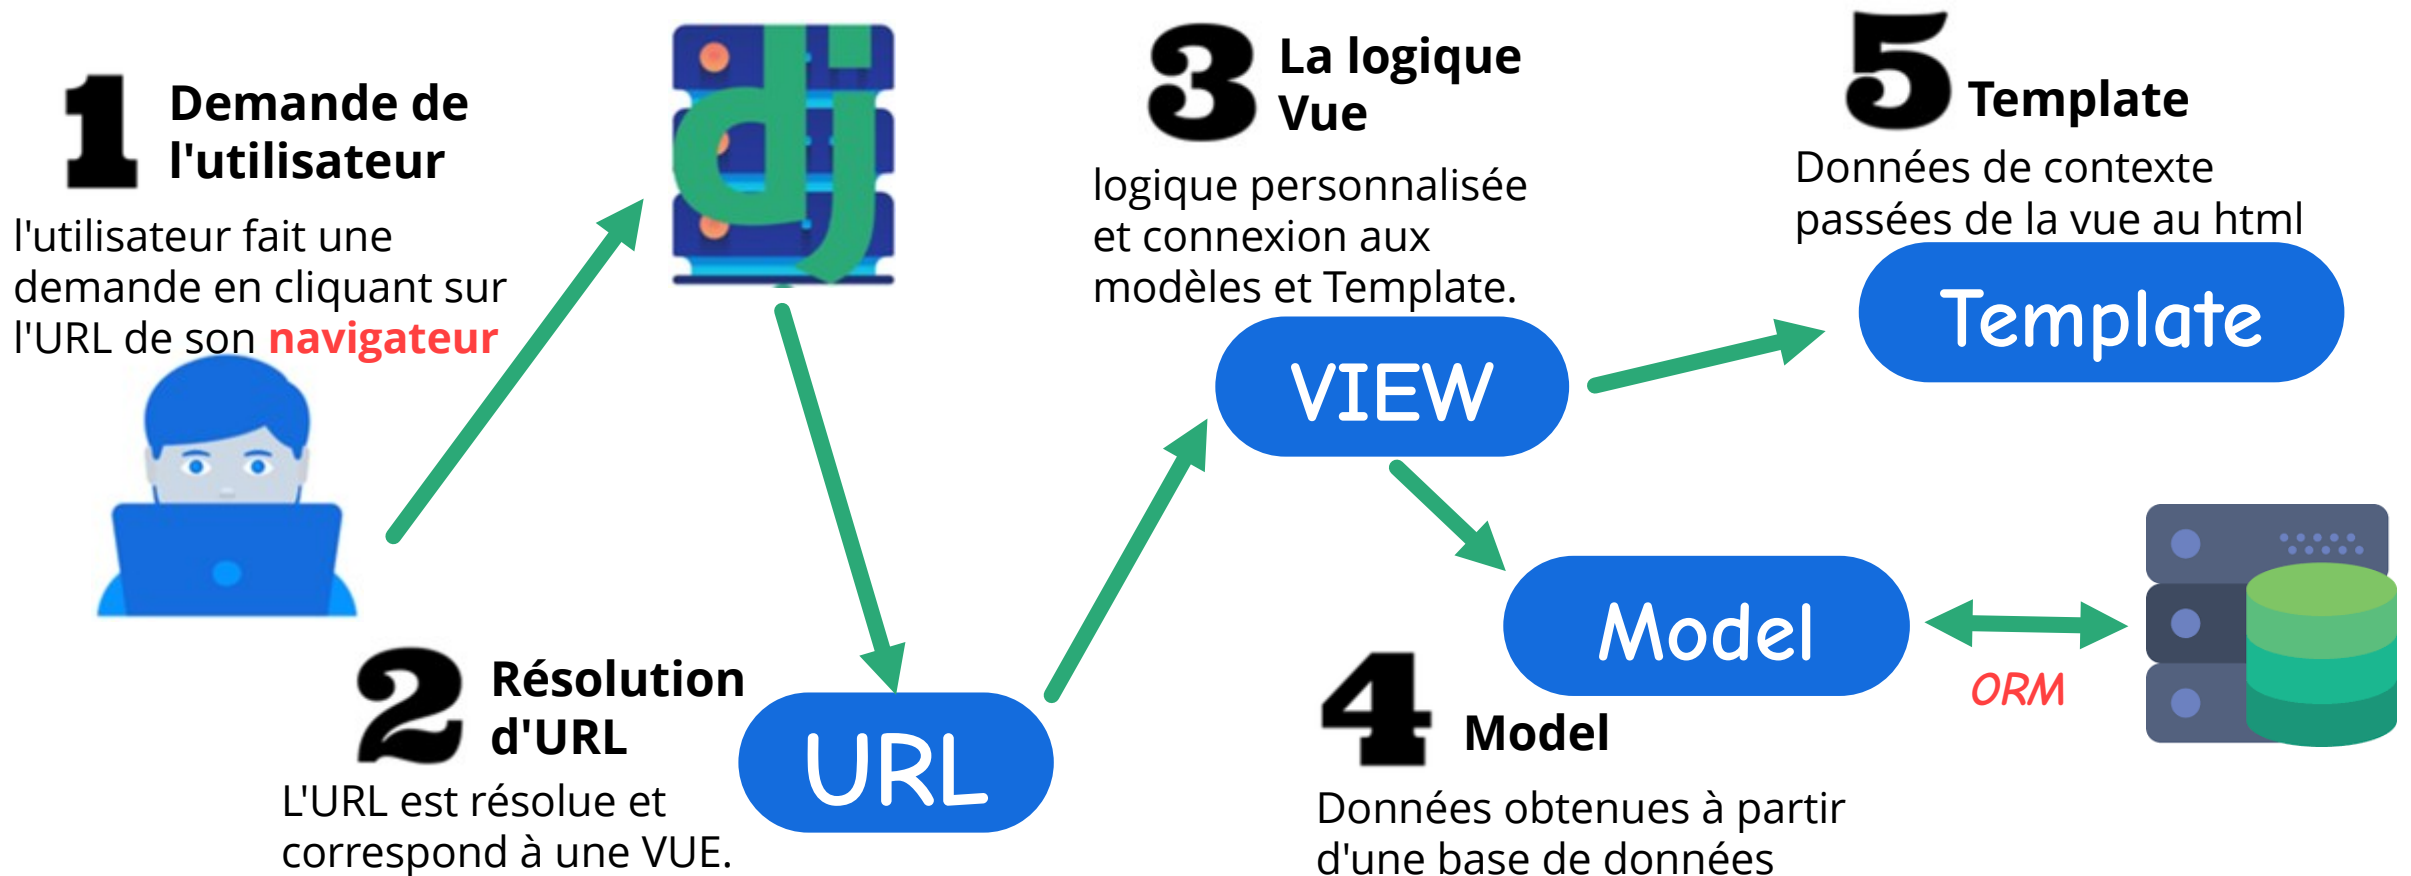 1
Demande de
l'utilisateur
l'utilisateur fait une
demande en cliquant sur
l'URL de son navigateur
dj
2
Résolution
d'URL
L'URL est résolue et
correspond à une VUE.
URL
3
La logique
Vue
logique personnalisée
et connexion aux
modèles et Template.
VIEW
4
Model
Données obtenues à partir
d'une base de données
Model
ORM
5
Template
Données de contexte
passées de la vue au html
Template